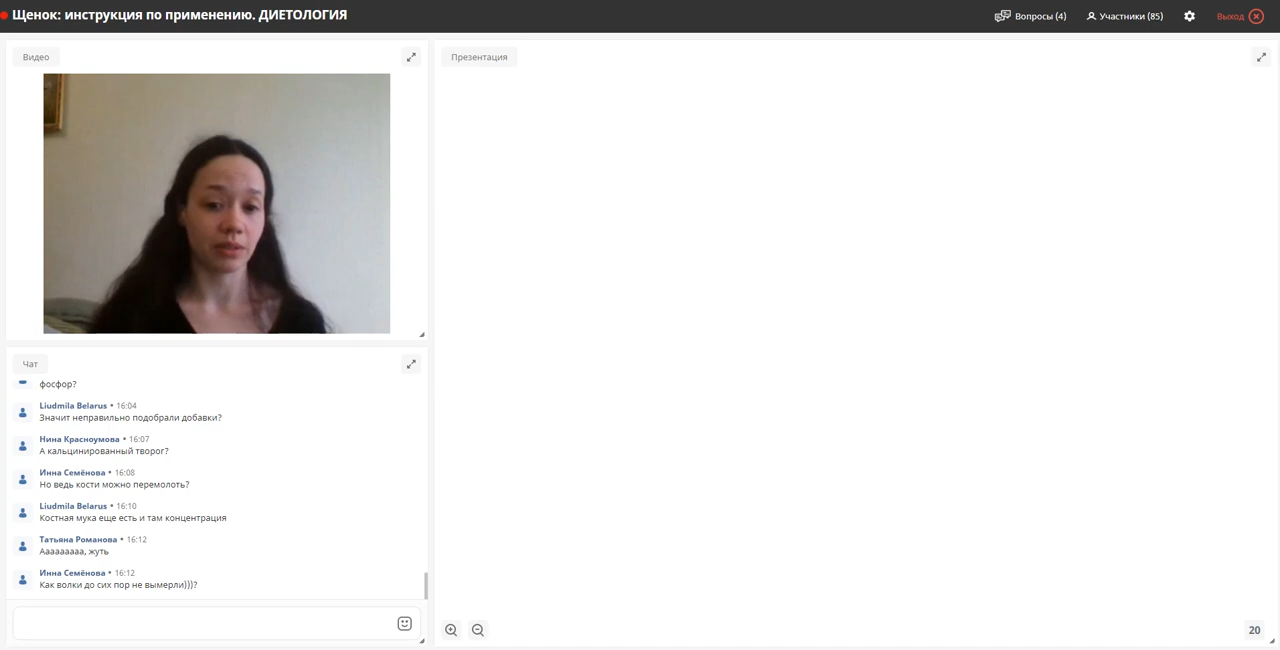 Щенок: инструкция по применению. ДИЕТОЛОГИЯ
Вопросы (4)
Участники (85)
Выход
Видео
Презентация
Чат
фосфор?
Liudmila Belarus • 16:04
Значит неправильно подобрали добавки?
Нина Красноумова • 16:07
А кальцинированный творог?
Инна Семёнова • 16:08
Но ведь кости можно перемолоть?
Liudmila Belarus • 16:10
Костная мука еще есть и там концентрация
Татьяна Романова • 16:12
Ааааааааа, жуть
Инна Семёнова • 16:12
Как волки до сих пор не вымерли)))?
20